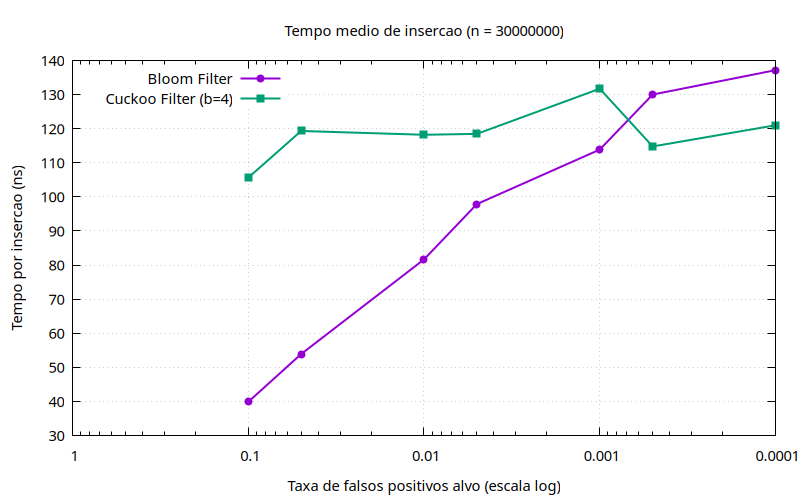 Tempo medio de insercao (n = 30000000)
Bloom Filter
Cuckoo Filter (b=4)
Tempo por insercao (ns)
140
130
120
110
100
90
80
70
60
50
40
30
1 0.1 0.01 0.001 0.0001
Taxa de falsos positivos alvo (escala log)